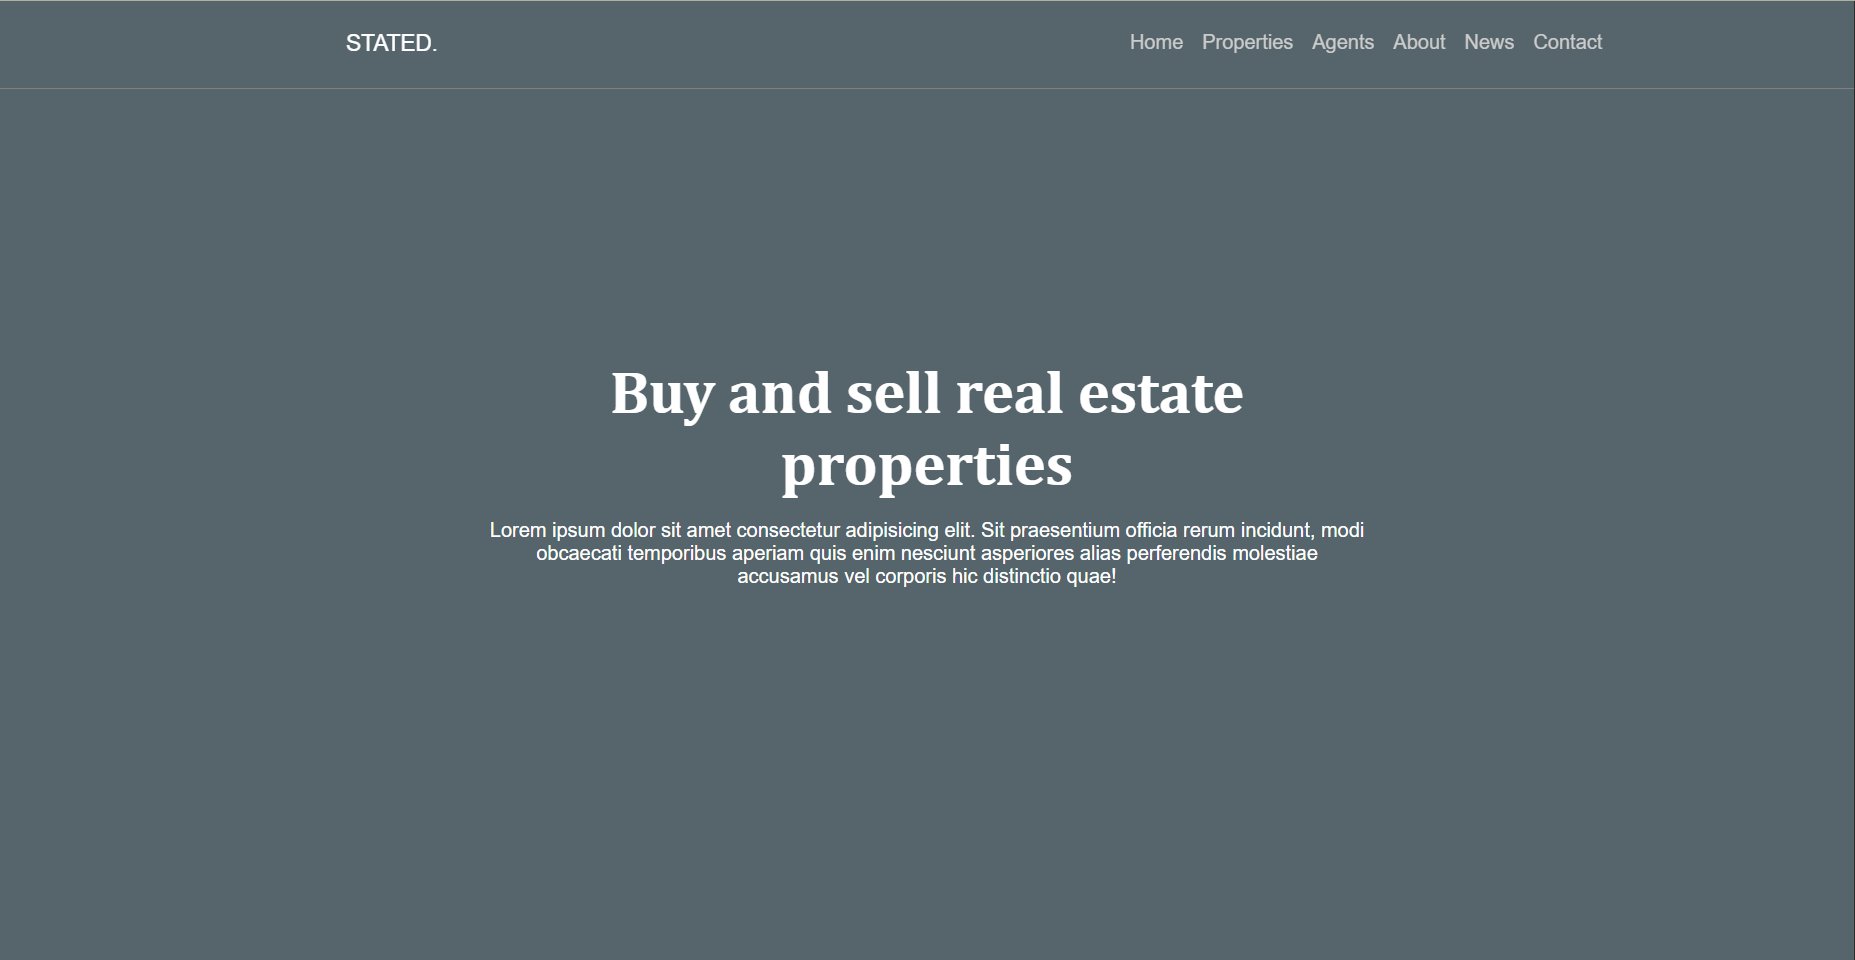 STATED.
Home Properties Agents About News Contact
Buy and sell real estate
properties
Lorem ipsum dolor sit amet consectetur adipisicing elit. Sit praesentium officia rerum incidunt, modi
obcaecati temporibus aperiam quis enim nesciunt asperiores alias perferendis molestiae
accusamus vel corporis hic distinctio quae!